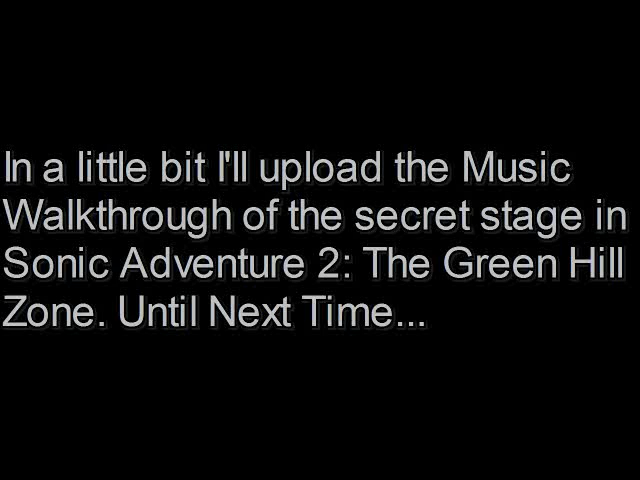 In a little bit I'll upload the Music
Walkthrough of the secret stage in
Sonic Adventure 2: The Green Hill
Zone. Until Next Time...